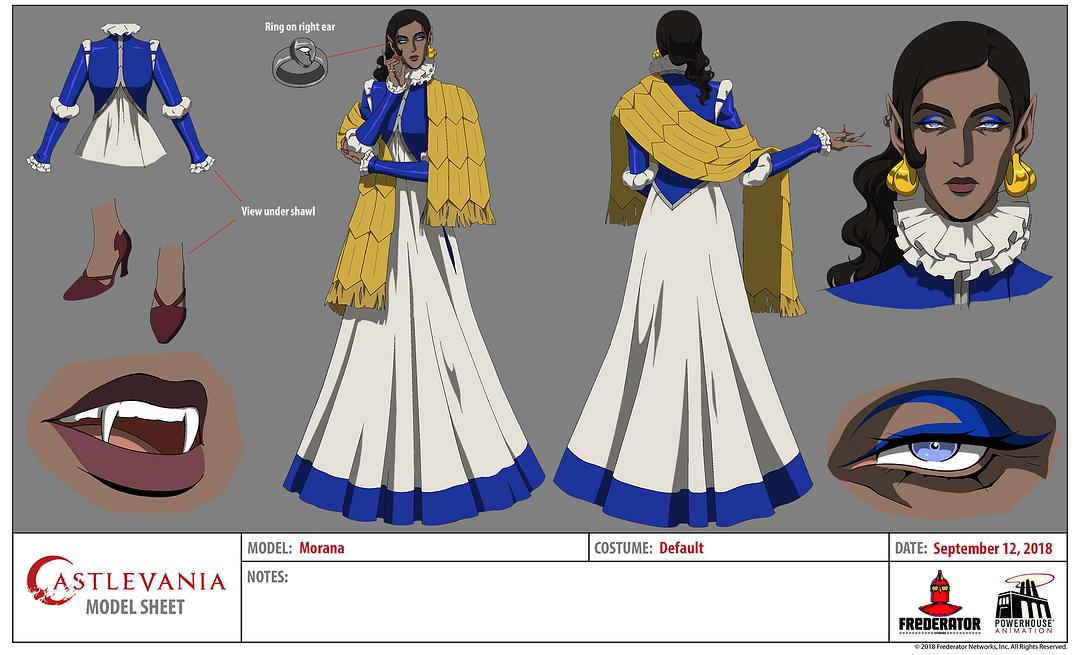 Ring on right ear
View under shawl
CASTLEVANIA
MODEL SHEET
MODEL: Morana
COSTUME: Default
DATE: September 12, 2018
NOTES:
FREDERATOR
POWERHOUSE
ANIMATION
© 2018 Frederator Networks, Inc. All Rights Reserved.